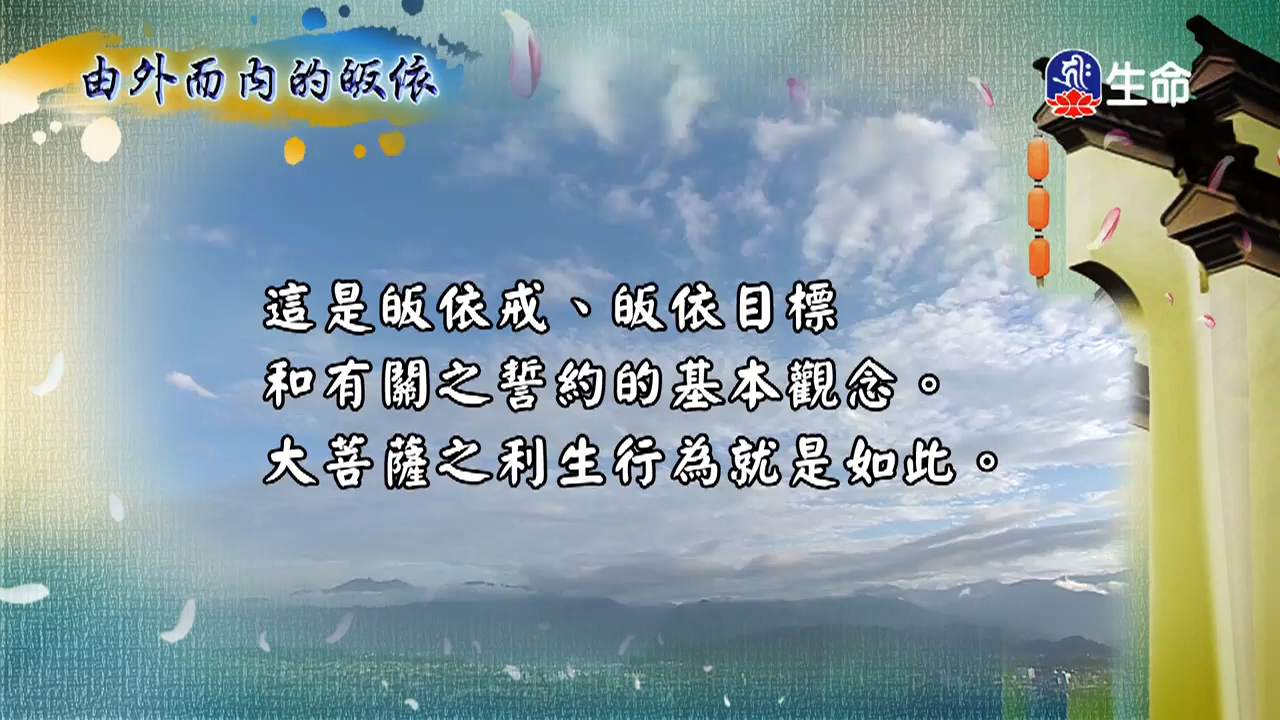 由外而內的皈依
生命
這是皈依戒、皈依目標
和有關之誓約的基本觀念。
大菩薩之利生行為就是如此。